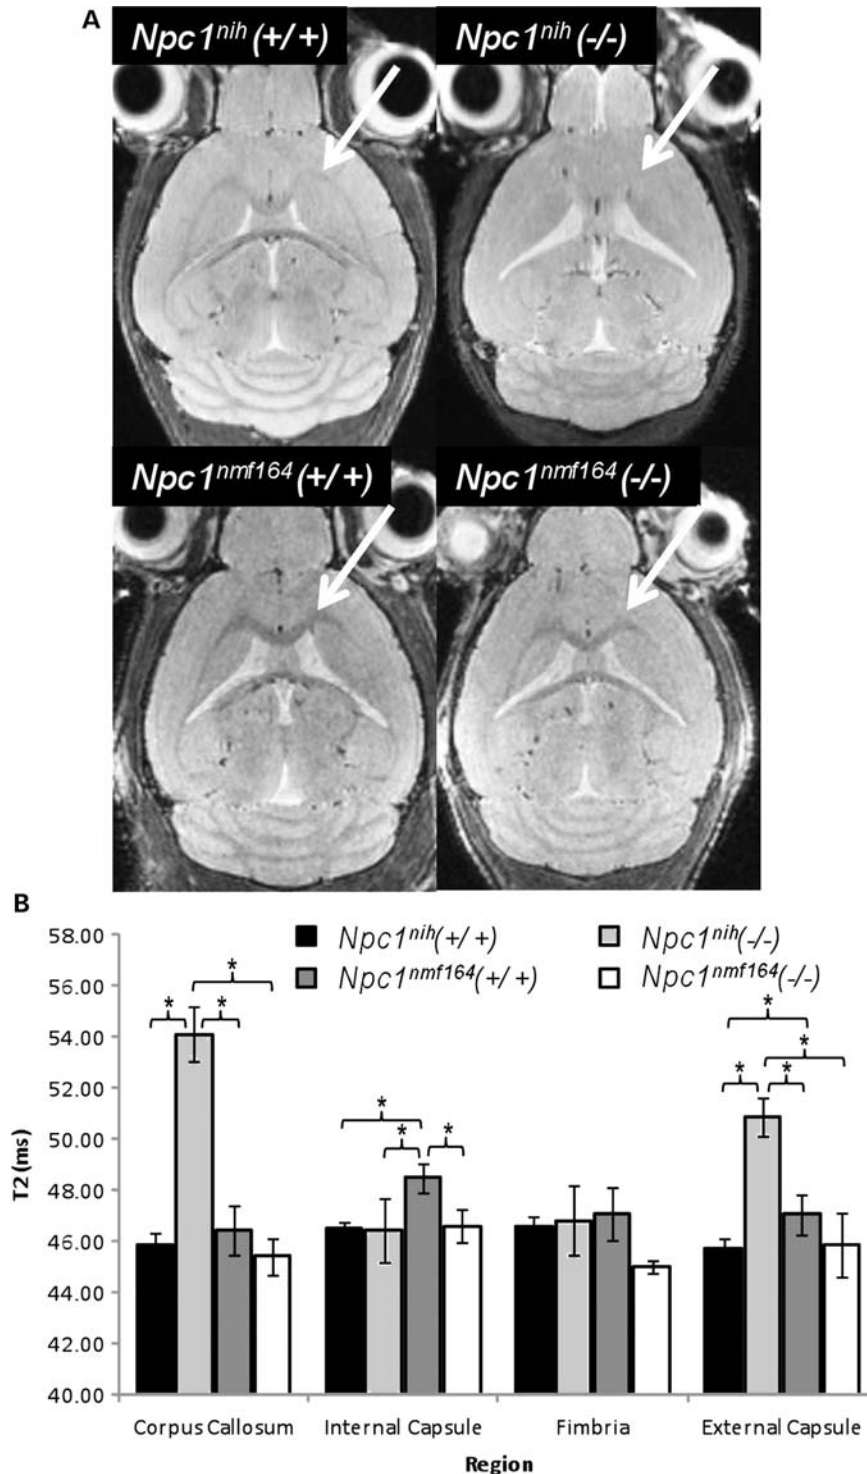 A
Npc1nih(+/+)
Npc1nih(-/-)
Npc1nmf164(+/+)
Npc1nmf164(-/-)
B
58.00
56.00
54.00
52.00
50.00
48.00
46.00
44.00
42.00
40.00
T2 (ms)
Npc1nih(+/+)
Npc1nih(-/-)
Npc1nmf164(+/+)
Npc1nmf164(-/-)
* * *
* * *
* * * *
Corpus Callosum
Internal Capsule
Fimbria
External Capsule
Region